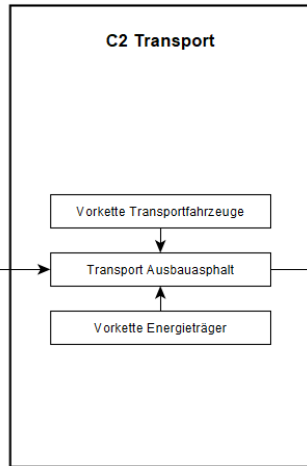 C2 Transport
Vorkette Transportfahrzeuge
Transport Ausbauasphalt
Vorkette Energieträger